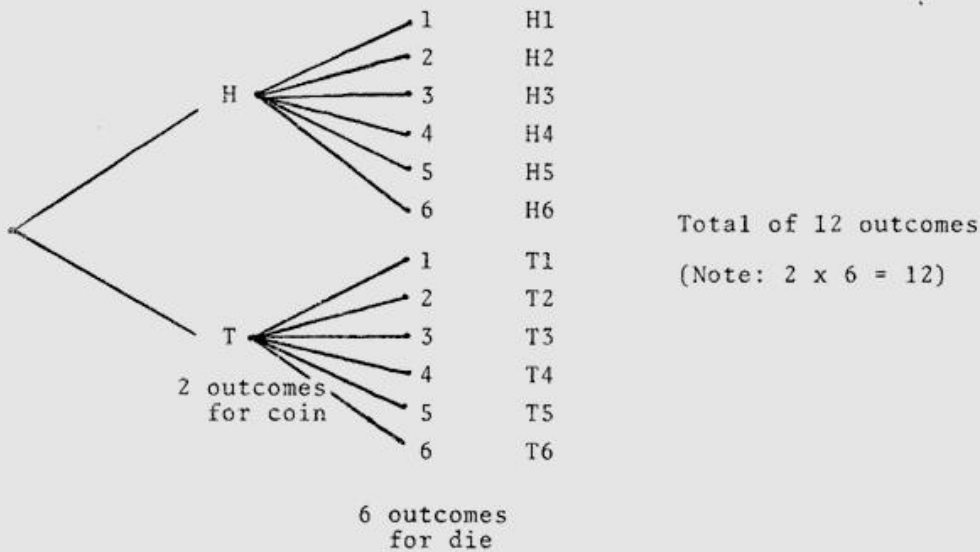 1 H1
2 H2
H 3 H3
4 H4
5 H5
6 H6
Total of 12 outcomes
1 T1
(Note: 2 x 6 = 12)
2 T2
T 3 T3
4 T4
2 outcomes
for coin
5 T5
6 T6
6 outcomes
for die